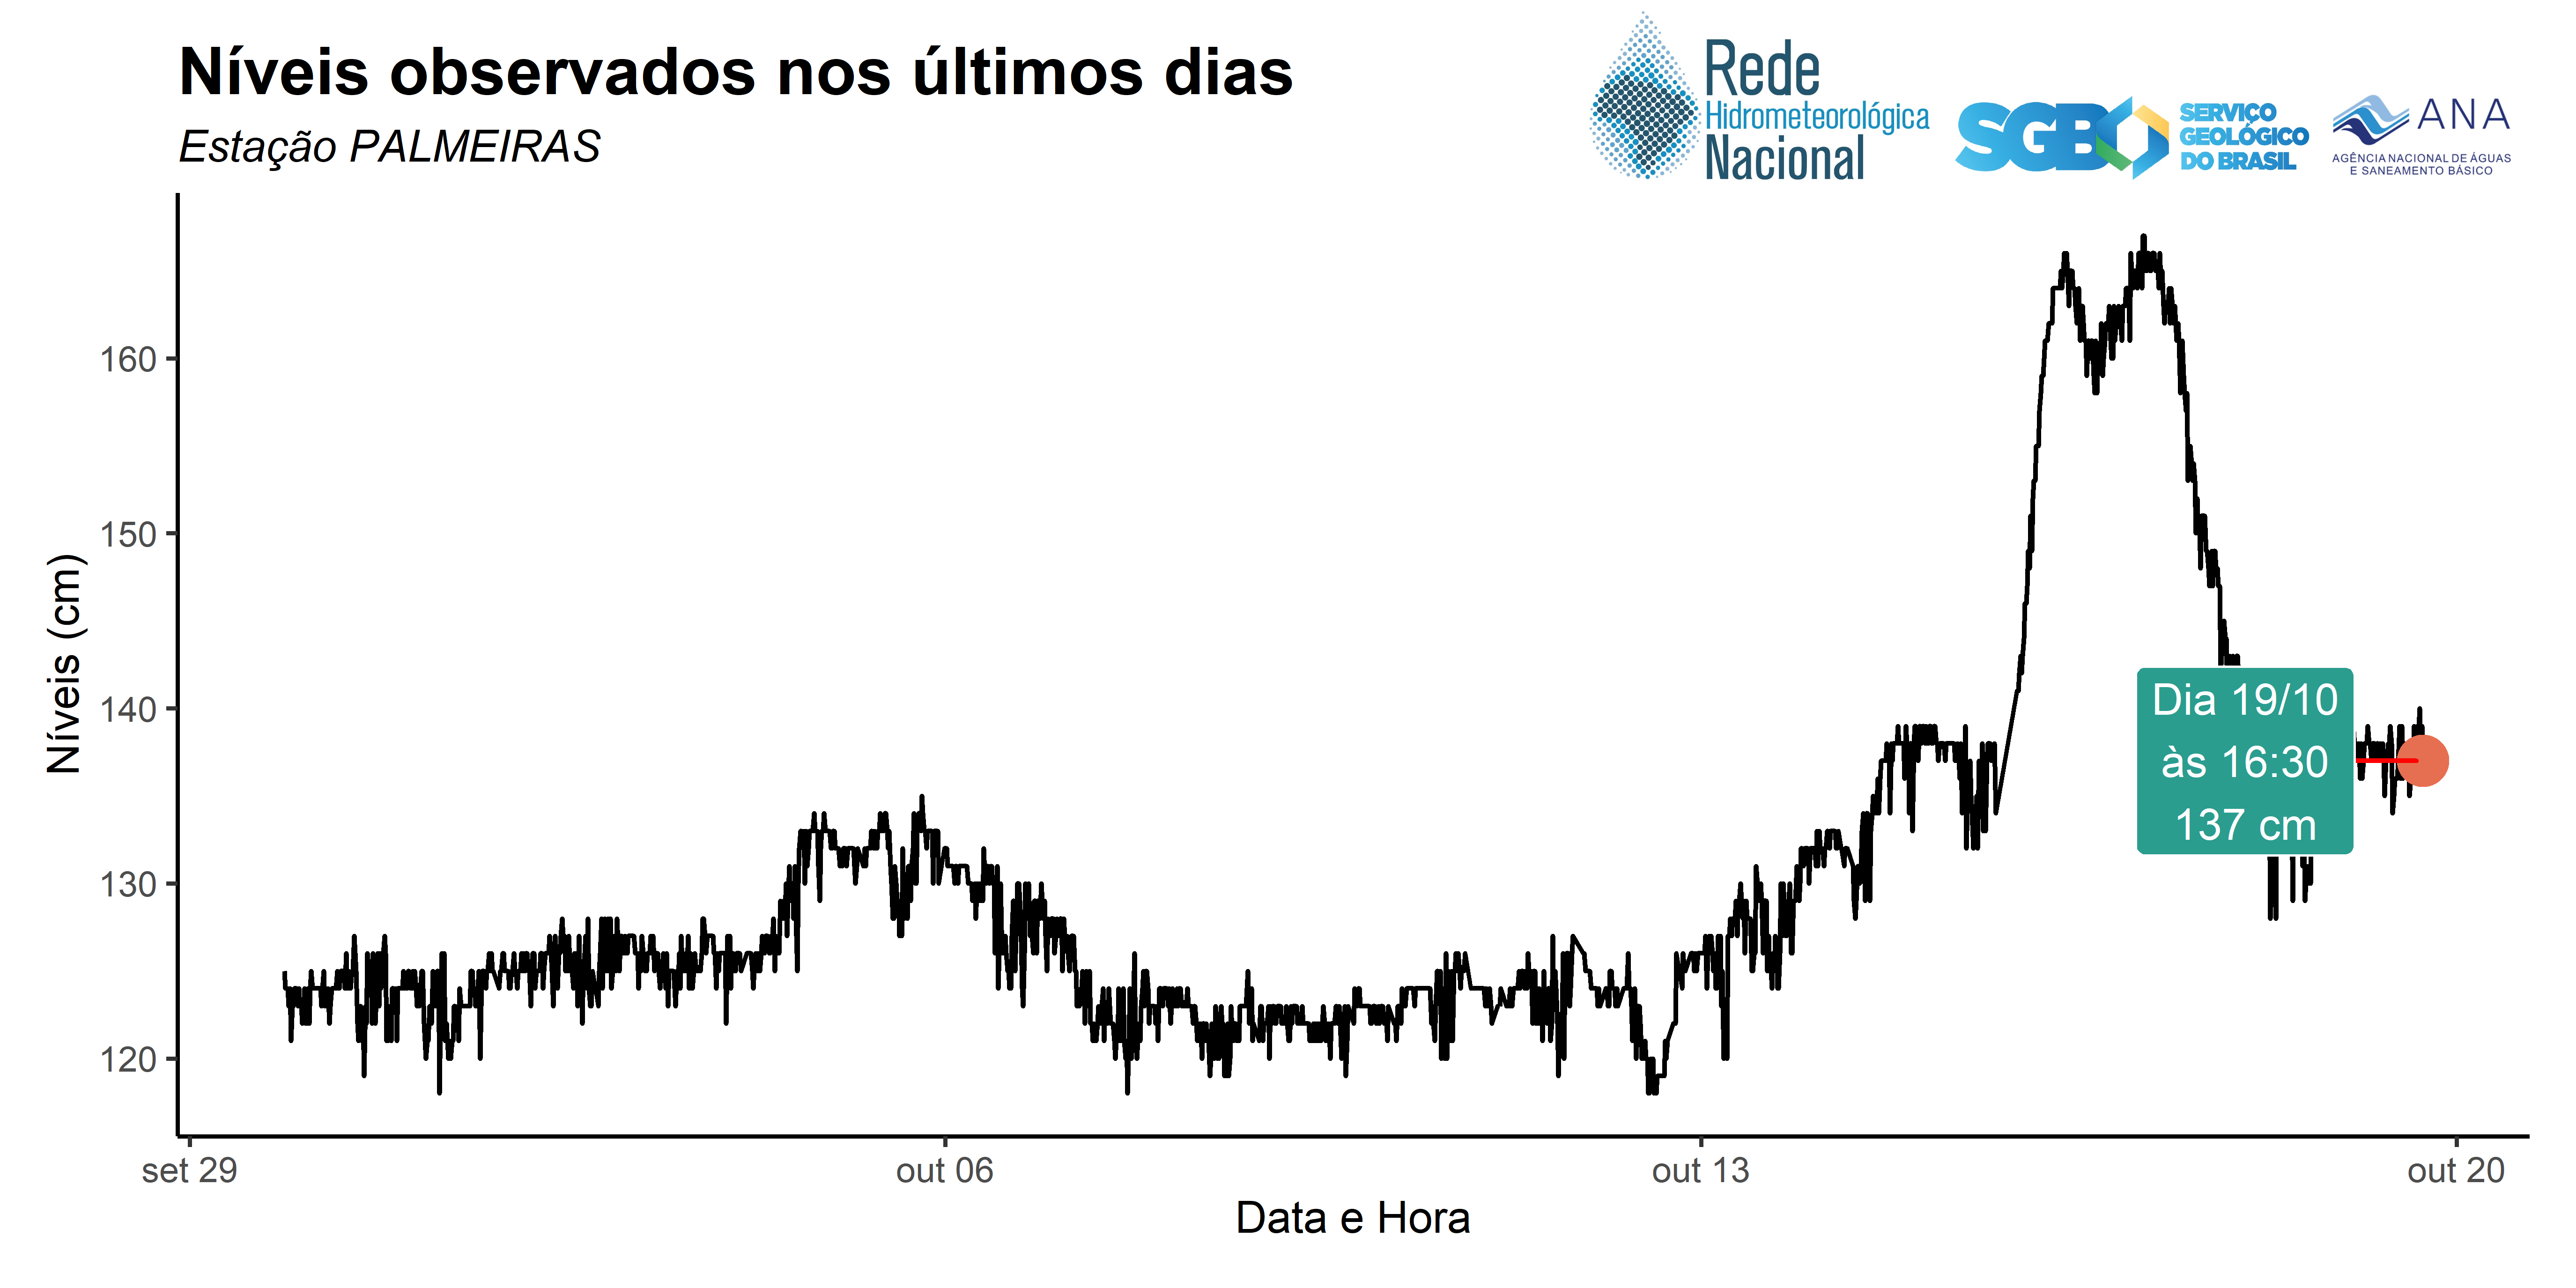 Níveis observados nos últimos dias
Estação PALMEIRAS
Rede
Hidrometeorológica
Nacional
SGB
SERVIÇO
GEOLÓGICO
DO BRASIL
ANA
AGÊNCIA NACIONAL DE ÁGUAS
E SANEAMENTO BÁSICO
Níveis (cm)
160
150
140
130
120
Dia 19/10
às 16:30
137 cm
set 29
out 06
out 13
out 20
Data e Hora